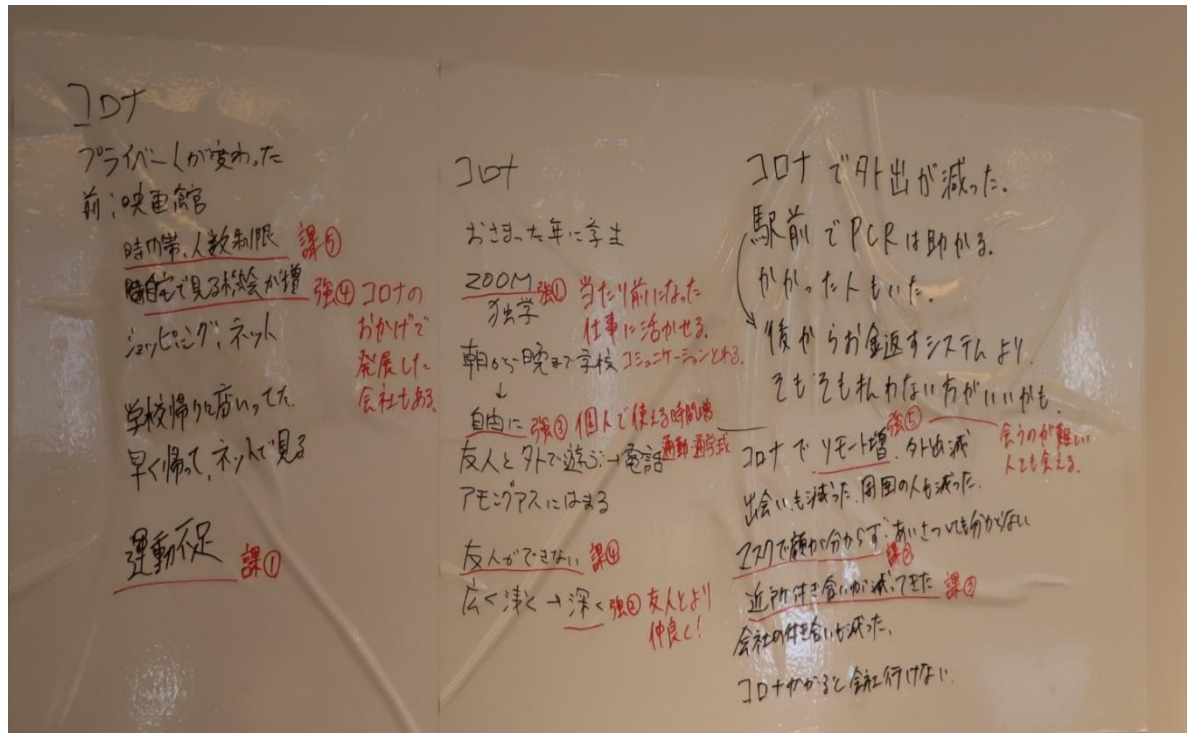 コロナ
プライベートが変わった
前:映画館
時間帯、人数制限 課⑤
自宅で見る機会が増 強④ コロナの
おかげで
発展した
会社もある。
ショッピング:ネット
学校帰りに店いってた
早く帰って、ネットで見る
運動不足 課①
コロナ
おさまった年に学生
ZOOM 強① 当たり前になった
独学 仕事に活かせる。
朝から晩まで学校 コミュニケーションとれる。
↓
自由に 強③ 個人で使える時間増
通勤通学減
友人と外で遊ぶ→電話
アモングアスにはまる
友人ができない 課④
広く浅く→深く 強② 友人とより
仲良く!
コロナで外出が減った。
駅前でPCRは助かる。
かかった人もいた。
後からお金返すシステムより、
そもそも払わない方がいいかも。
強⑤ 会うのが難しい
人とも会える。
コロナでリモート増、外出減
出会いも減った。周囲の人も減った。
マスクで顔が分からず、あいさつしても分からない
課②
近所付き合いが減ってきた 課③
会社の付き合いも減った。
コロナかかると会社行けない。